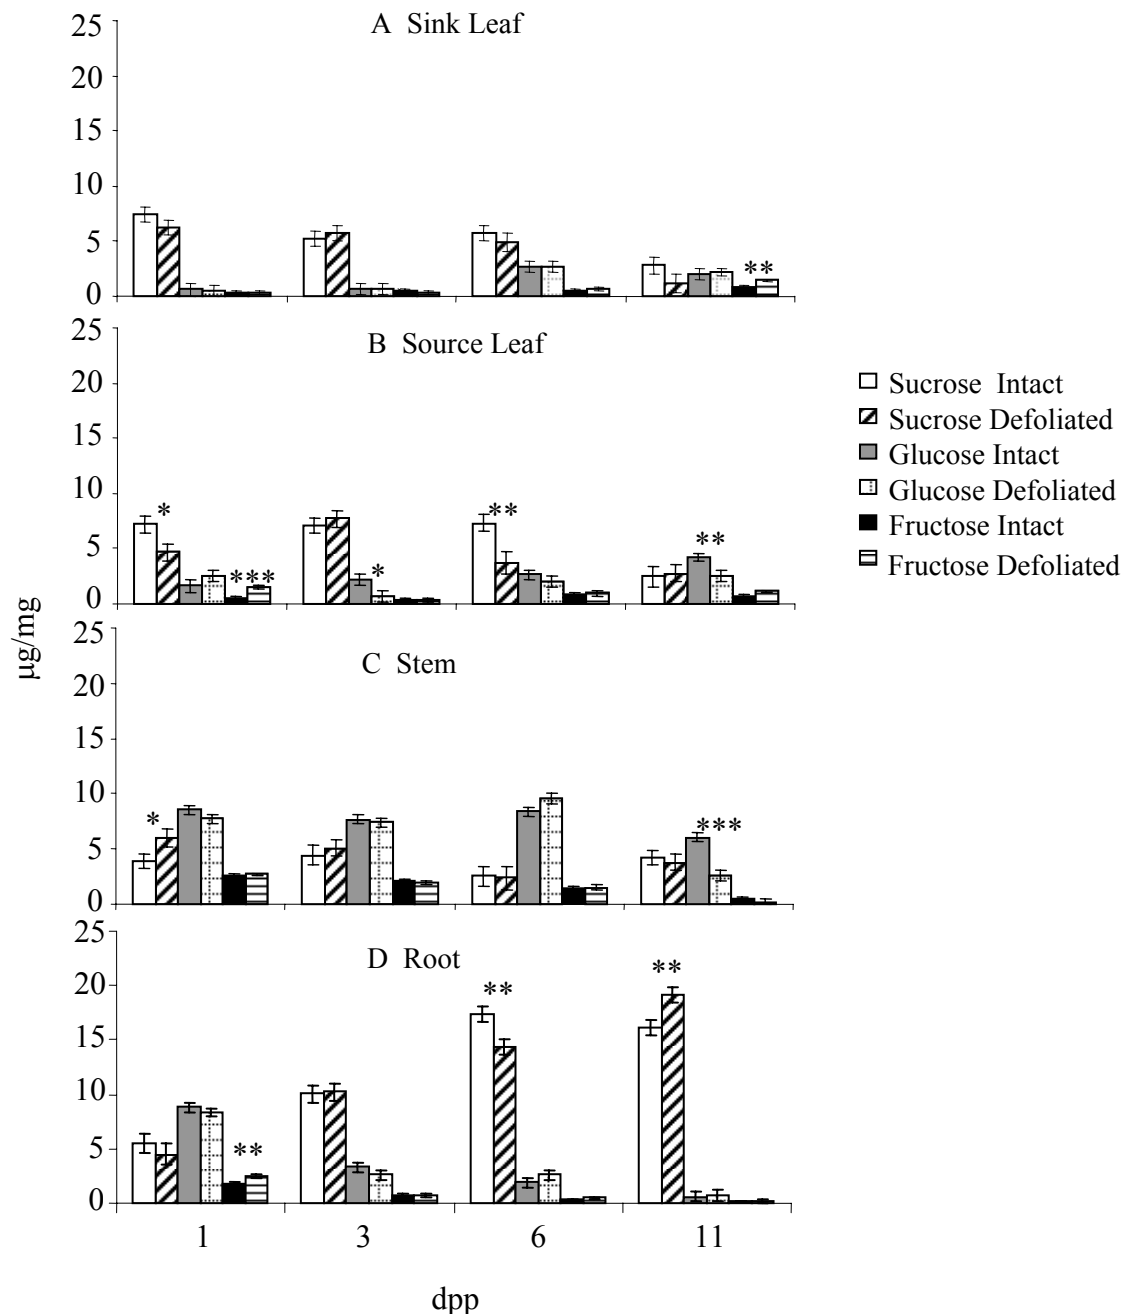 A Sink Leaf
25
20
15
10
5
0
**
B Source Leaf
25
20
15
10
5
0
*
***
*
**
**
Sucrose Intact
Sucrose Defoliated
Glucose Intact
Glucose Defoliated
Fructose Intact
Fructose Defoliated
µg/mg
C Stem
25
20
15
10
5
0
*
***
D Root
25
20
15
10
5
0
**
**
**
1 3 6 11
dpp